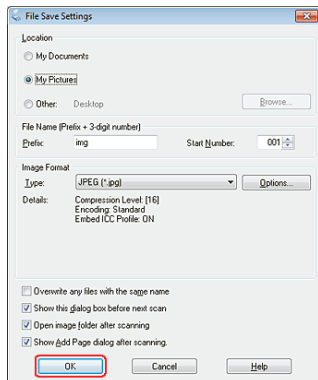 File Save Settings
Location
My Documents
My Pictures
Other: Desktop Browse...
File Name (Prefix + 3-digit number)
Prefix: img Start Number: 001
Image Format
Type: JPEG (*.jpg) Options...
Details: Compression Level: [16]
Encoding: Standard
Embed ICC Profile: ON
Overwrite any files with the same name
Show this dialog box before next scan
Open image folder after scanning
Show Add Page dialog after scanning.
OK Cancel Help